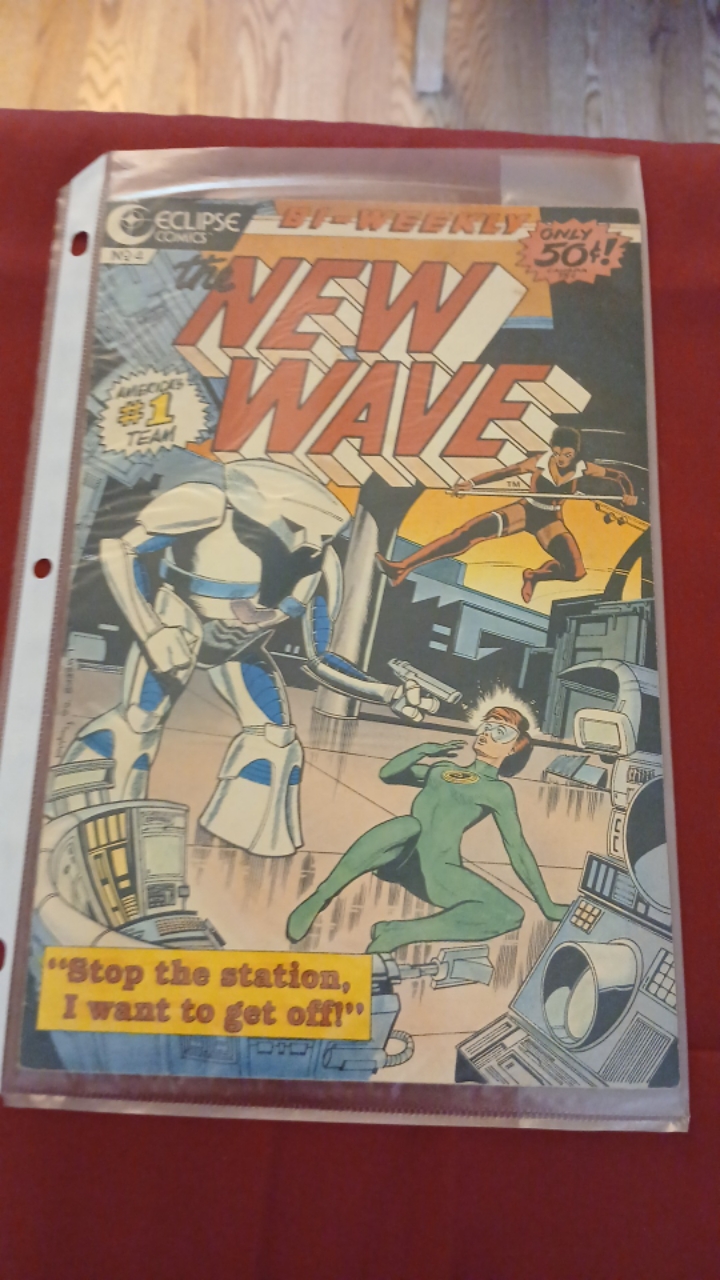 ECLIPSE
COMICS
BI-WEEKLY
ONLY
50¢!
No 4
the
NEW
WAVE
TM
AMERICA'S
#1
TEAM
"Stop the station,
I want to get off!"